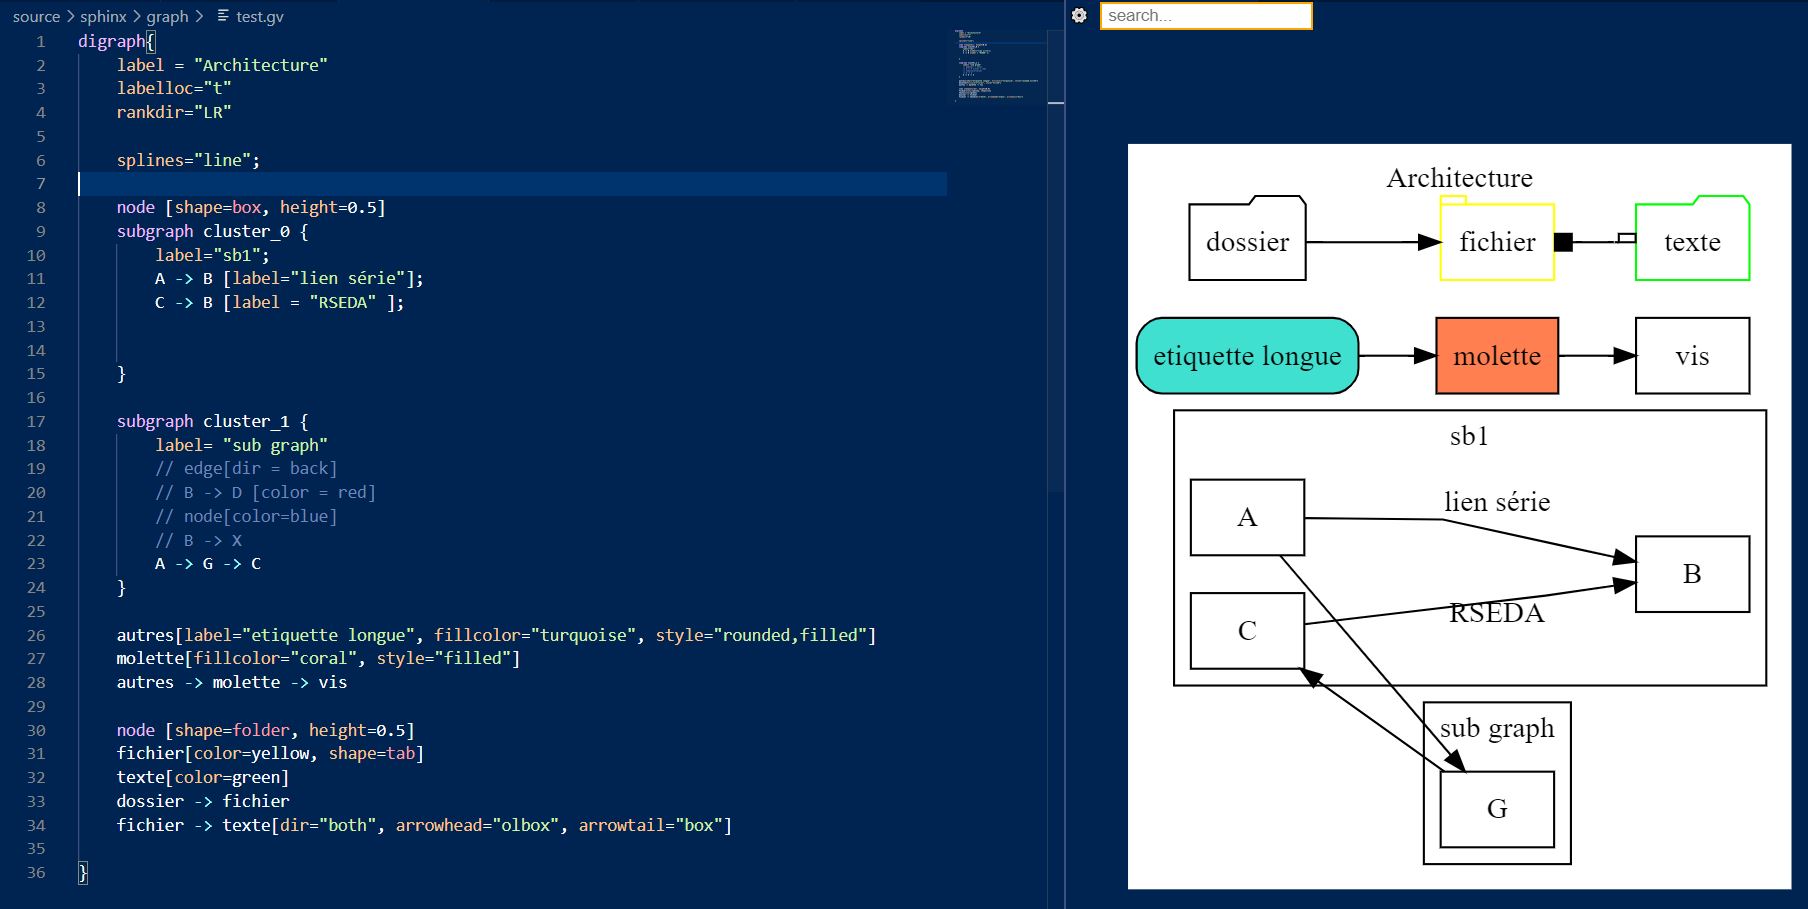 source > sphinx > graph > test.gv
1 digraph{
2 label = "Architecture"
3 labelloc="t"
4 rankdir="LR"
5
6 splines="line";
7
8 node [shape=box, height=0.5]
9 subgraph cluster_0 {
10 label="sb1";
11 A -> B [label="lien série"];
12 C -> B [label = "RSEDA" ];
13
14
15 }
16
17 subgraph cluster_1 {
18 label= "sub graph"
19 // edge[dir = back]
20 // B -> D [color = red]
21 // node[color=blue]
22 // B -> X
23 A -> G -> C
24 }
25
26 autres[label="etiquette longue", fillcolor="turquoise", style="rounded,filled"]
27 molette[fillcolor="coral", style="filled"]
28 autres -> molette -> vis
29
30 node [shape=folder, height=0.5]
31 fichier[color=yellow, shape=tab]
32 texte[color=green]
33 dossier -> fichier
34 fichier -> texte[dir="both", arrowhead="olbox", arrowtail="box"]
35
36 }
search...
Architecture
dossier fichier texte
etiquette longue molette vis
sb1
A lien série
B
C RSEDA
sub graph
G